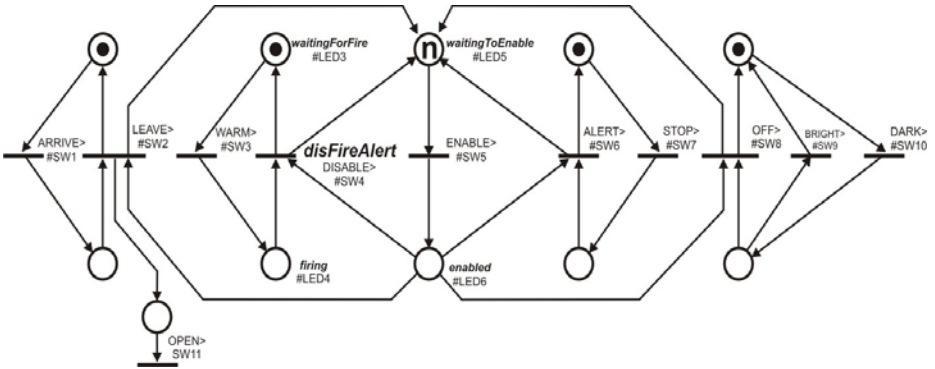 waitingForFire
#LED3
n
waitingToEnable
#LED5
ARRIVE>
#SW1
LEAVE>
#SW2
WARM>
#SW3
disFireAlert
DISABLE>
#SW4
ENABLE>
#SW5
ALERT>
#SW6
STOP>
#SW7
OFF>
#SW8
BRIGHT>
#SW9
DARK>
#SW10
firing
#LED4
enabled
#LED6
OPEN>
SW11